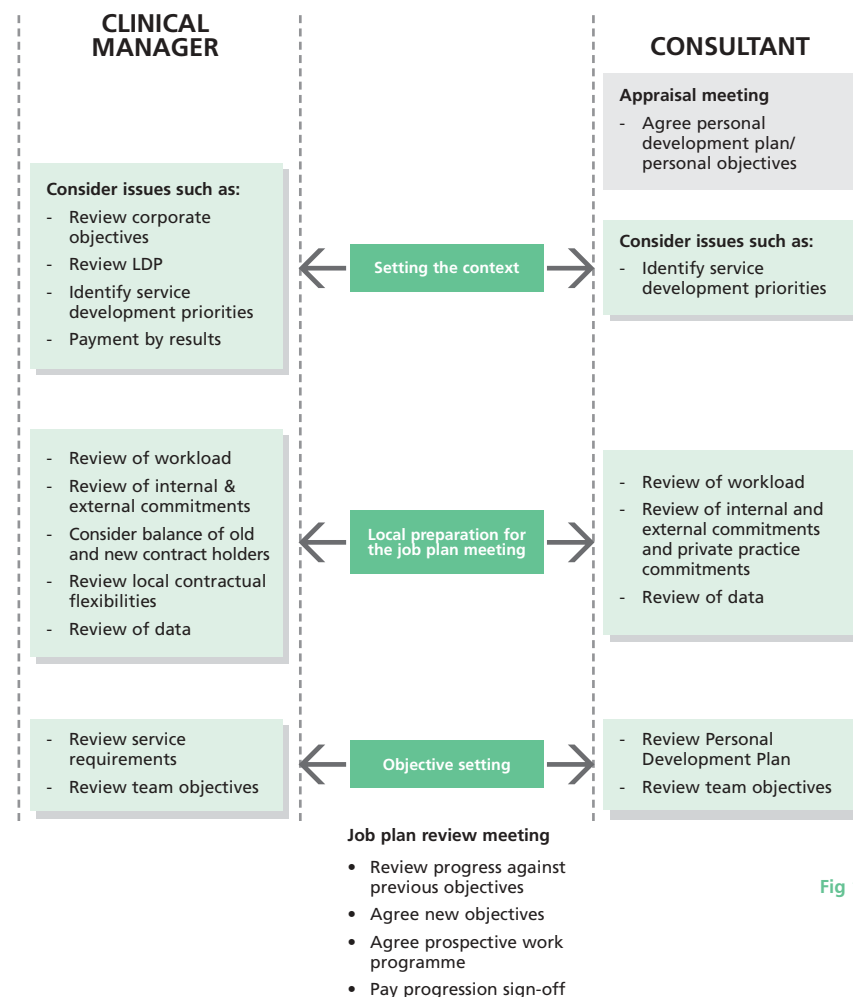 CLINICAL
MANAGER
CONSULTANT
Appraisal meeting
- Agree personal
development plan/
personal objectives
Consider issues such as:
- Review corporate
objectives
- Review LDP
- Identify service
development priorities
- Payment by results
Setting the context
Consider issues such as:
- Identify service
development priorities
- Review of workload
- Review of internal &
external commitments
- Consider balance of old
and new contract holders
- Review local contractual
flexibilities
- Review of data
Local preparation for
the job plan meeting
- Review of workload
- Review of internal and
external commitments
and private practice
commitments
- Review of data
- Review service
requirements
- Review team objectives
Objective setting
- Review Personal
Development Plan
- Review team objectives
Job plan review meeting
• Review progress against
previous objectives
• Agree new objectives
• Agree prospective work
programme
• Pay progression sign-off
Fig